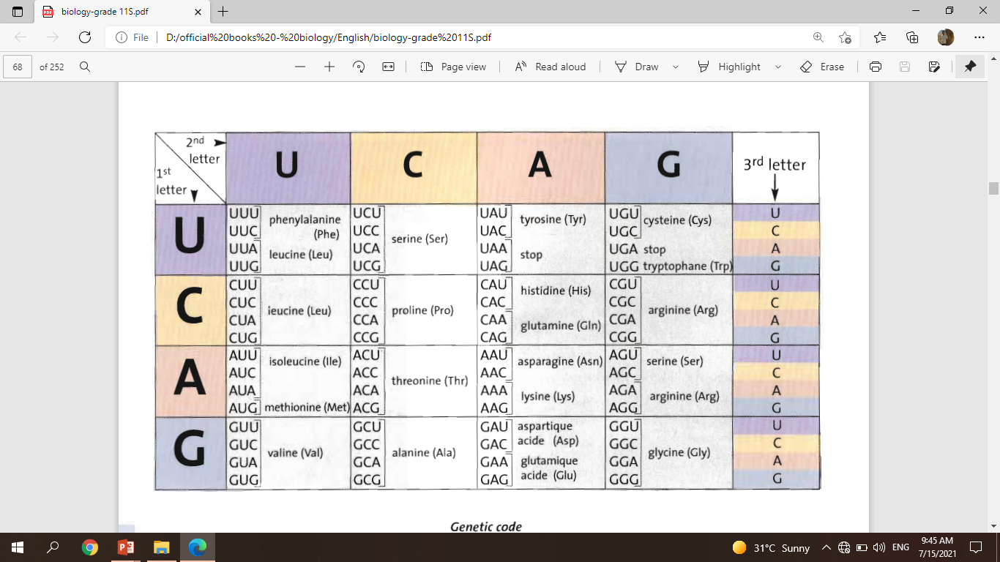 biology-grade 11S.pdf
File D:/official%20books%20-%20biology/English/biology-grade%2011S.pdf
68 of 252 Page view Read aloud Draw Highlight Erase
2nd letter
1st letter
U C A G 3rd letter
U
UUU phenylalanine UCU UAU tyrosine (Tyr) UGU cysteine (Cys) U
UUC (Phe) UCC serine (Ser) UAC UGC C
UUA leucine (Leu) UCA UAA stop UGA stop A
UUG UCG UAG UGG tryptophane (Trp) G
C
CUU CCU CAU histidine (His) CGU U
CUC ieucine (Leu) CCC proline (Pro) CAC CGC arginine (Arg) C
CUA CCA CAA glutamine (Gln) CGA A
CUG CCG CAG CGG G
A
AUU isoleucine (Ile) ACU AAU asparagine (Asn) AGU serine (Ser) U
AUC ACC threonine (Thr) AAC AGC C
AUA ACA AAA lysine (Lys) AGA arginine (Arg) A
AUG methionine (Met) ACG AAG AGG G
G
GUU GCU GAU aspartique GGU U
GUC valine (Val) GCC alanine (Ala) GAC acide (Asp) GGC glycine (Gly) C
GUA GCA GAA glutamique GGA A
GUG GCG GAG acide (Glu) GGG G
Genetic code
31°C Sunny ENG 9:45 AM
7/15/2021